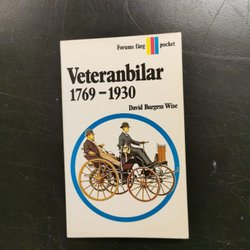 Forums färg pocket
Veteranbilar
1769-1930
David Burgess Wise